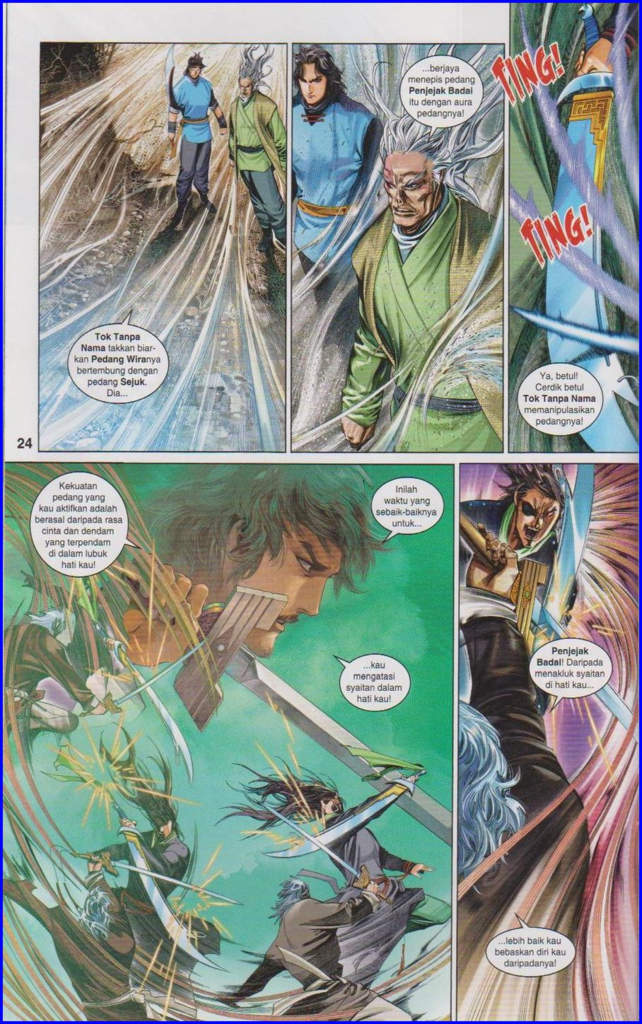 Tok Tanpa
Nama takkan biar-
kan Pedang Wiranya
bertembung dengan
pedang Sejuk.
Dia...
...berjaya
menepis pedang
Penjejak Badai
itu dengan aura
pedangnya!
TING!
TING!
Ya, betul!
Cerdik betul
Tok Tanpa Nama
memanipulasikan
pedangnya!
24
Kekuatan
pedang yang
kau aktifkan adalah
berasal daripada rasa
cinta dan dendam
yang terpendam
di dalam lubuk
hati kau!
Inilah
waktu yang
sebaik-baiknya
untuk...
...kau
mengatasi
syaitan dalam
hati kau!
Penjejak
Badai! Daripada
menakluk syaitan
di hati kau...
...lebih baik kau
bebaskan diri kau
daripadanya!